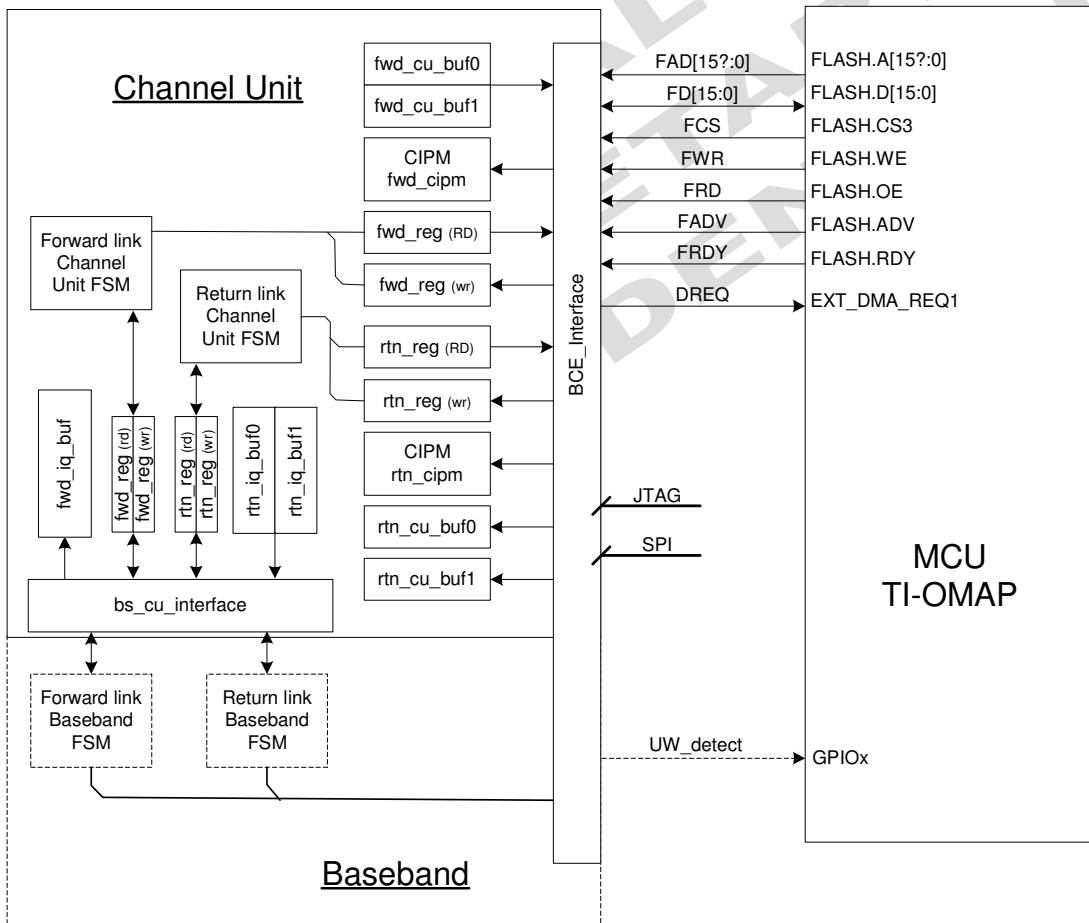 Channel Unit
fwd_cu_buf0
fwd_cu_buf1
CIPM
fwd_cipm
fwd_reg (RD)
fwd_reg (wr)
rtn_reg (RD)
rtn_reg (wr)
CIPM
rtn_cipm
rtn_cu_buf0
rtn_cu_buf1
Forward link
Channel
Unit FSM
Return link
Channel
Unit FSM
fwd_iq_buf
fwd_reg (rd)
fwd_reg (wr)
rtn_reg (rd)
rtn_reg (wr)
rtn_iq_buf0
rtn_iq_buf1
bs_cu_interface
Forward link
Baseband
FSM
Return link
Baseband
FSM
Baseband
BCE_Interface
FAD[15?:0]
FD[15:0]
FCS
FWR
FRD
FADV
FRDY
DREQ
JTAG
SPI
UW_detect
FLASH.A[15?:0]
FLASH.D[15:0]
FLASH.CS3
FLASH.WE
FLASH.OE
FLASH.ADV
FLASH.RDY
EXT_DMA_REQ1
MCU
TI-OMAP
GPIOx